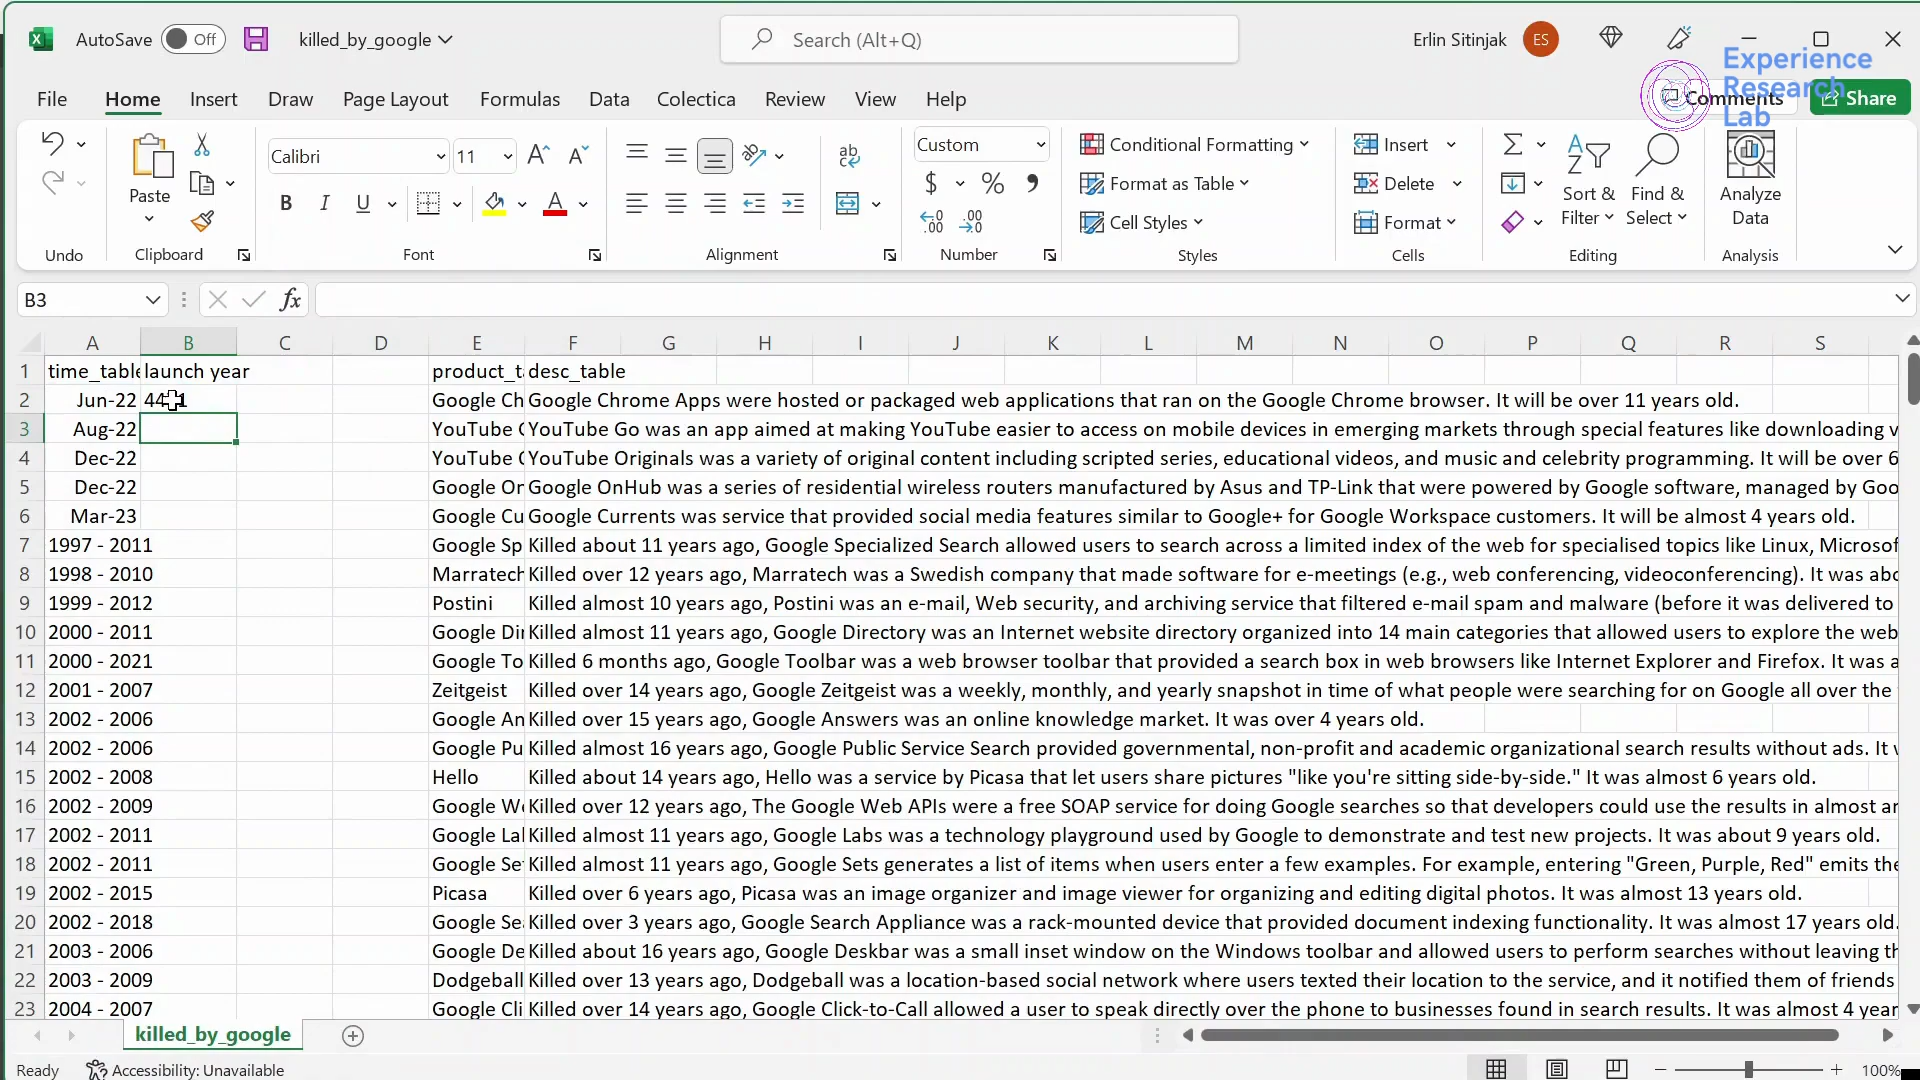 AutoSave Off killed_by_google Search (Alt+Q) Erlin Sitinjak ES
Experience
Research
Lab
File Home Insert Draw Page Layout Formulas Data Colectica Review View Help Comments Share
Calibri 11 Custom Conditional Formatting Insert
Paste Format as Table Delete Sort & Filter Find & Select Analyze Data
B I U $ % Cell Styles Format
Undo Clipboard Font Alignment Number Styles Cells Editing Analysis
B3 fx
A B C D E F G H I J K L M N O P Q R S
1 time_table launch year product_ta desc_table
2 Jun-22 Google Ch Google Chrome Apps were hosted or packaged web applications that ran on the Google Chrome browser. It will be over 11 years old.
3 Aug-22 YouTube G YouTube Go was an app aimed at making YouTube easier to access on mobile devices in emerging markets through special features like downloading v
4 Dec-22 YouTube O YouTube Originals was a variety of original content including scripted series, educational videos, and music and celebrity programming. It will be over 6
5 Dec-22 Google On Google OnHub was a series of residential wireless routers manufactured by Asus and TP-Link that were powered by Google software, managed by Goo
6 Mar-23 Google Cu Google Currents was service that provided social media features similar to Google+ for Google Workspace customers. It will be almost 4 years old.
7 1997 - 2011 Google Sp Killed about 11 years ago, Google Specialized Search allowed users to search across a limited index of the web for specialised topics like Linux, Microsof
8 1998 - 2010 Marratech Killed over 12 years ago, Marratech was a Swedish company that made software for e-meetings (e.g., web conferencing, videoconferencing). It was abo
9 1999 - 2012 Postini Killed almost 10 years ago, Postini was an e-mail, Web security, and archiving service that filtered e-mail spam and malware (before it was delivered to
10 2000 - 2011 Google Dir Killed almost 11 years ago, Google Directory was an Internet website directory organized into 14 main categories that allowed users to explore the web
11 2000 - 2021 Google To Killed 6 months ago, Google Toolbar was a web browser toolbar that provided a search box in web browsers like Internet Explorer and Firefox. It was a
12 2001 - 2007 Zeitgeist Killed over 14 years ago, Google Zeitgeist was a weekly, monthly, and yearly snapshot in time of what people were searching for on Google all over the
13 2002 - 2006 Google An Killed over 15 years ago, Google Answers was an online knowledge market. It was over 4 years old.
14 2002 - 2006 Google Pu Killed almost 16 years ago, Google Public Service Search provided governmental, non-profit and academic organizational search results without ads. It w
15 2002 - 2008 Hello Killed about 14 years ago, Hello was a service by Picasa that let users share pictures "like you're sitting side-by-side." It was almost 6 years old.
16 2002 - 2009 Google We Killed over 12 years ago, The Google Web APIs were a free SOAP service for doing Google searches so that developers could use the results in almost an
17 2002 - 2011 Google Lal Killed almost 11 years ago, Google Labs was a technology playground used by Google to demonstrate and test new projects. It was about 9 years old.
18 2002 - 2011 Google Se Killed almost 11 years ago, Google Sets generates a list of items when users enter a few examples. For example, entering "Green, Purple, Red" emits the
19 2002 - 2015 Picasa Killed over 6 years ago, Picasa was an image organizer and image viewer for organizing and editing digital photos. It was almost 13 years old.
20 2002 - 2018 Google Se Killed over 3 years ago, Google Search Appliance was a rack-mounted device that provided document indexing functionality. It was almost 17 years old.
21 2003 - 2006 Google De Killed about 16 years ago, Google Deskbar was a small inset window on the Windows toolbar and allowed users to perform searches without leaving th
22 2003 - 2009 Dodgeball Killed over 13 years ago, Dodgeball was a location-based social network where users texted their location to the service, and it notified them of friends
23 2004 - 2007 Google Cli Killed over 14 years ago, Google Click-to-Call allowed a user to speak directly over the phone to businesses found in search results. It was almost 4 year
killed_by_google
Ready Accessibility: Unavailable 100%